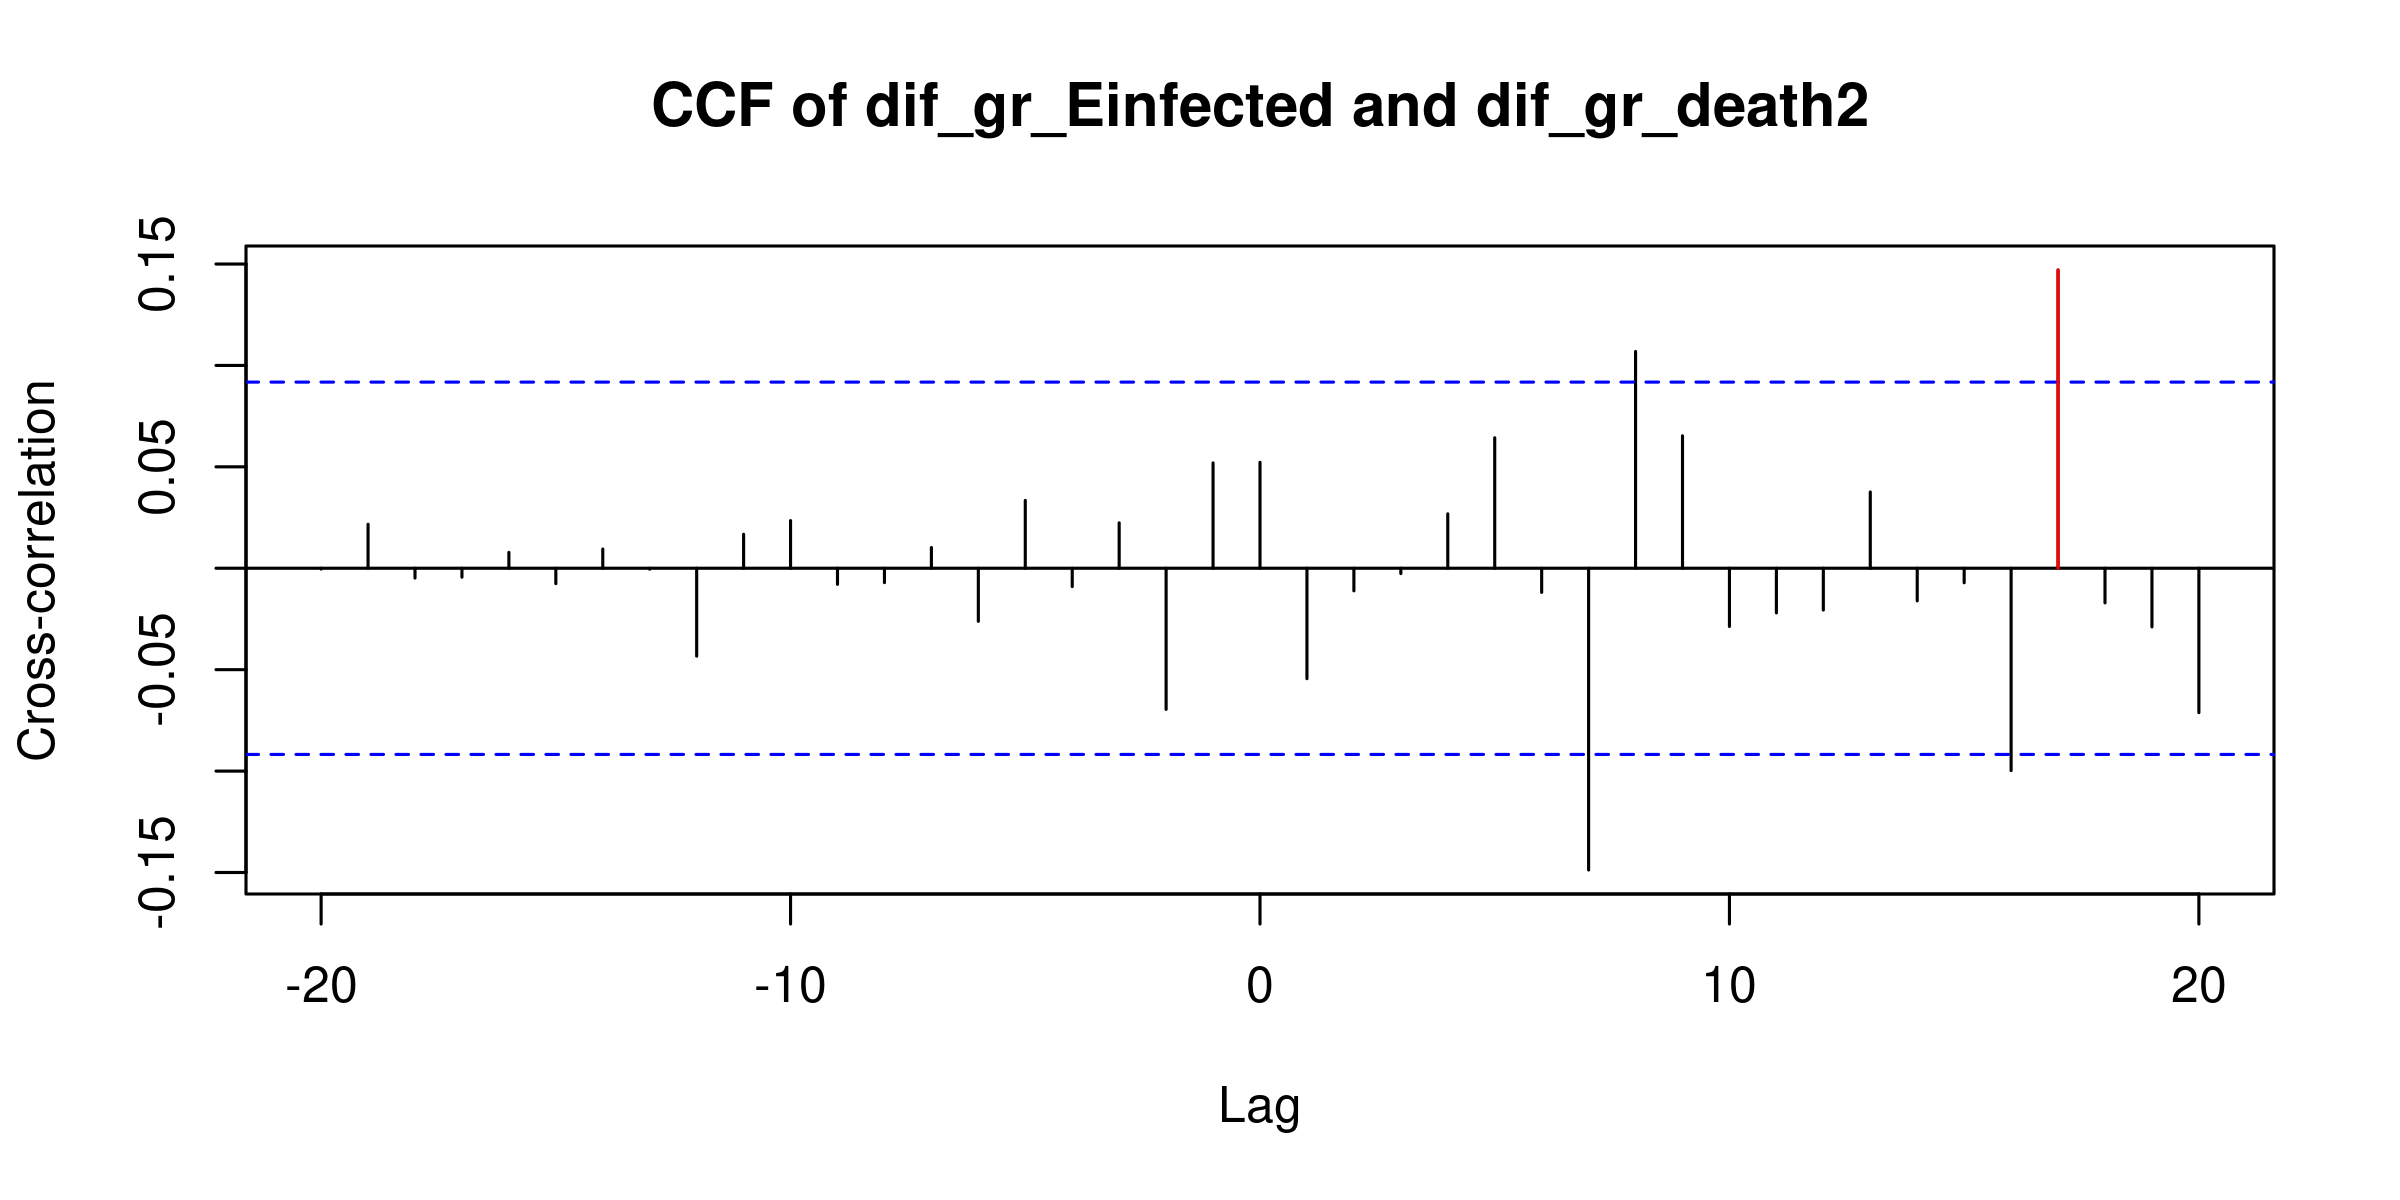 CCF of dif_gr_Einfected and dif_gr_death2
Cross-correlation
0.15
0.05
-0.05
-0.15
-20 -10 0 10 20
Lag